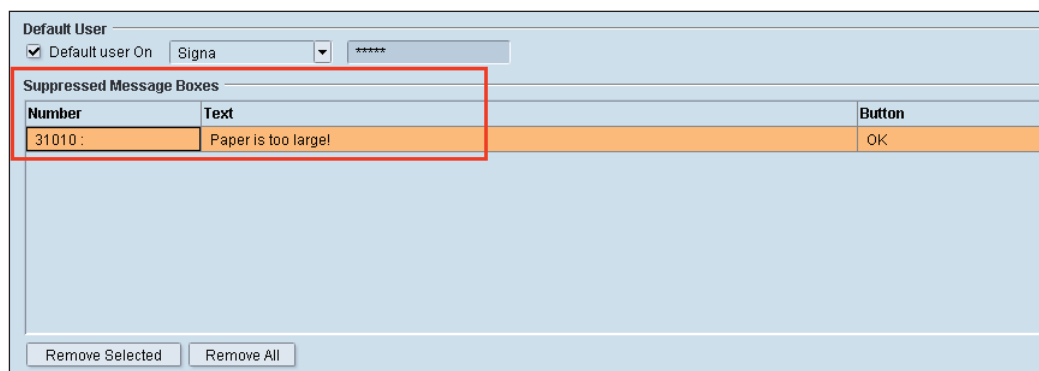 Default User
Default user On Signa *****
Suppressed Message Boxes
Number Text Button
31010 : Paper is too large! OK
Remove Selected Remove All